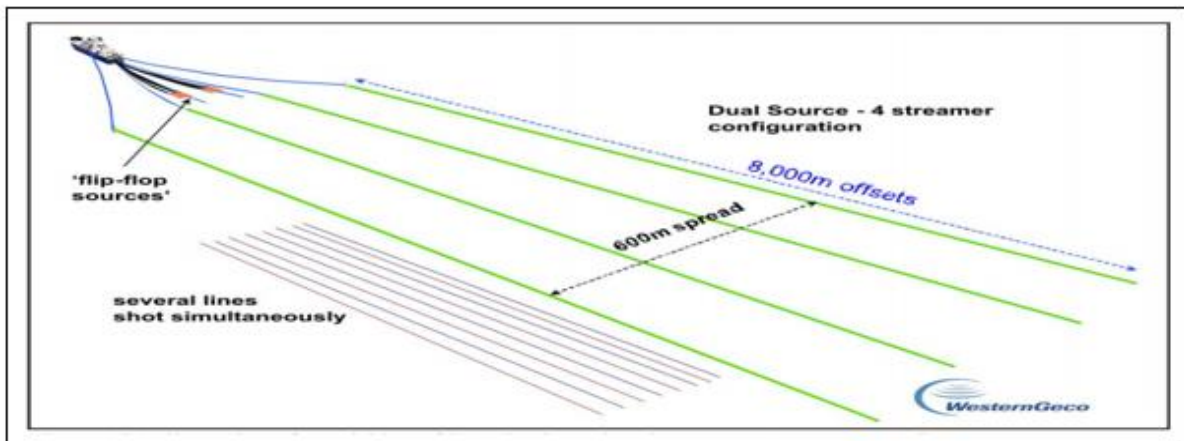 Dual Source - 4 streamer
configuration
8,000m offsets
'flip-flop
sources'
600m spread
several lines
shot simultaneously
WesternGeco